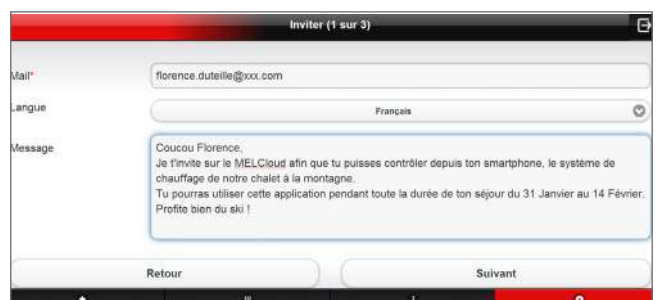 Inviter (1 sur 3)
Mail*
florence.duteille@xxx.com
Langue
Français
Message
Coucou Florence,
Je t'invite sur le MELCloud afin que tu puisses contrôler depuis ton smartphone, le système de
chauffage de notre chalet à la montagne.
Tu pourras utiliser cette application pendant toute la durée de ton séjour du 31 Janvier au 14 Février.
Profite bien du ski !
Retour
Suivant